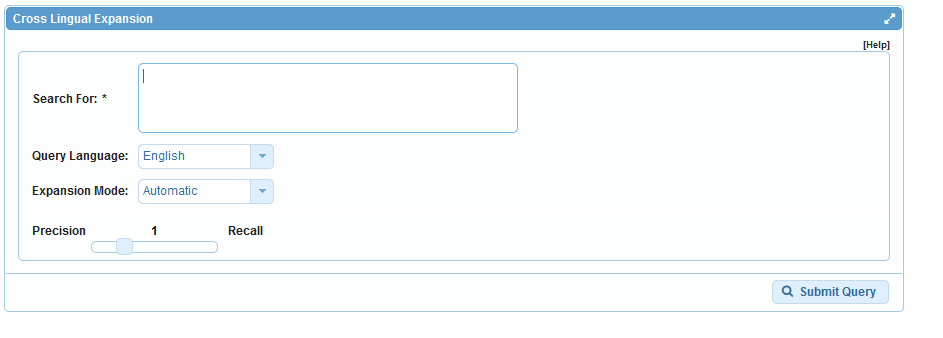 Cross Lingual Expansion
[Help]
Search For: *
Query Language: English
Expansion Mode: Automatic
Precision 1 Recall
Submit Query